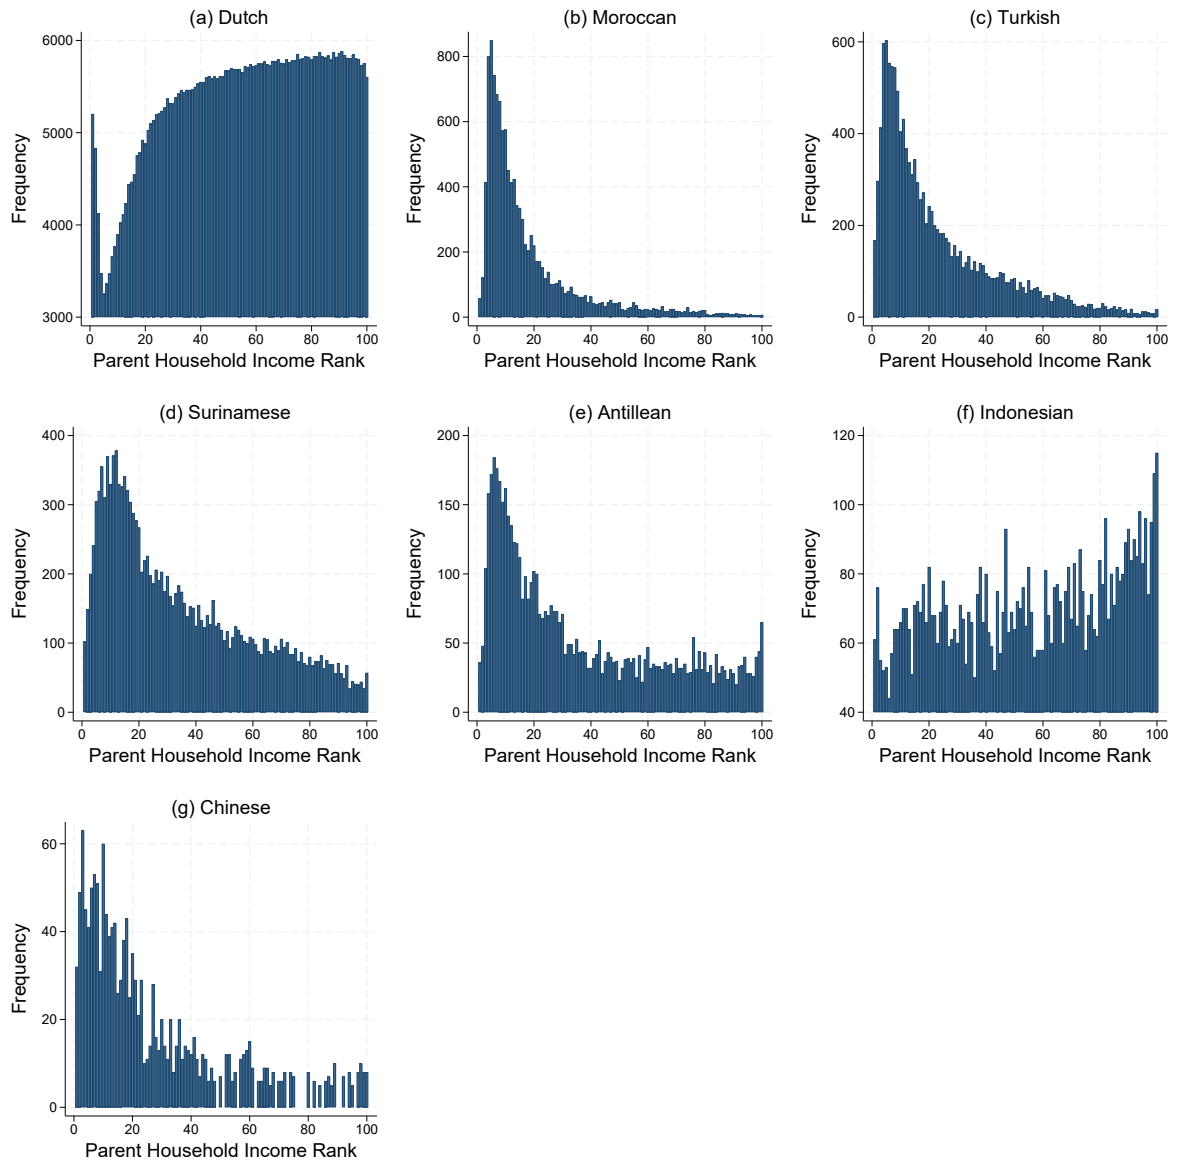 (a) Dutch
6000
5000
4000
3000
Frequency
0 20 40 60 80 100
Parent Household Income Rank
(b) Moroccan
800
600
400
200
0
Frequency
0 20 40 60 80 100
Parent Household Income Rank
(c) Turkish
600
400
200
0
Frequency
0 20 40 60 80 100
Parent Household Income Rank
(d) Surinamese
400
300
200
100
0
Frequency
0 20 40 60 80 100
Parent Household Income Rank
(e) Antillean
200
150
100
50
0
Frequency
0 20 40 60 80 100
Parent Household Income Rank
(f) Indonesian
120
100
80
60
40
Frequency
0 20 40 60 80 100
Parent Household Income Rank
(g) Chinese
60
40
20
0
Frequency
0 20 40 60 80 100
Parent Household Income Rank